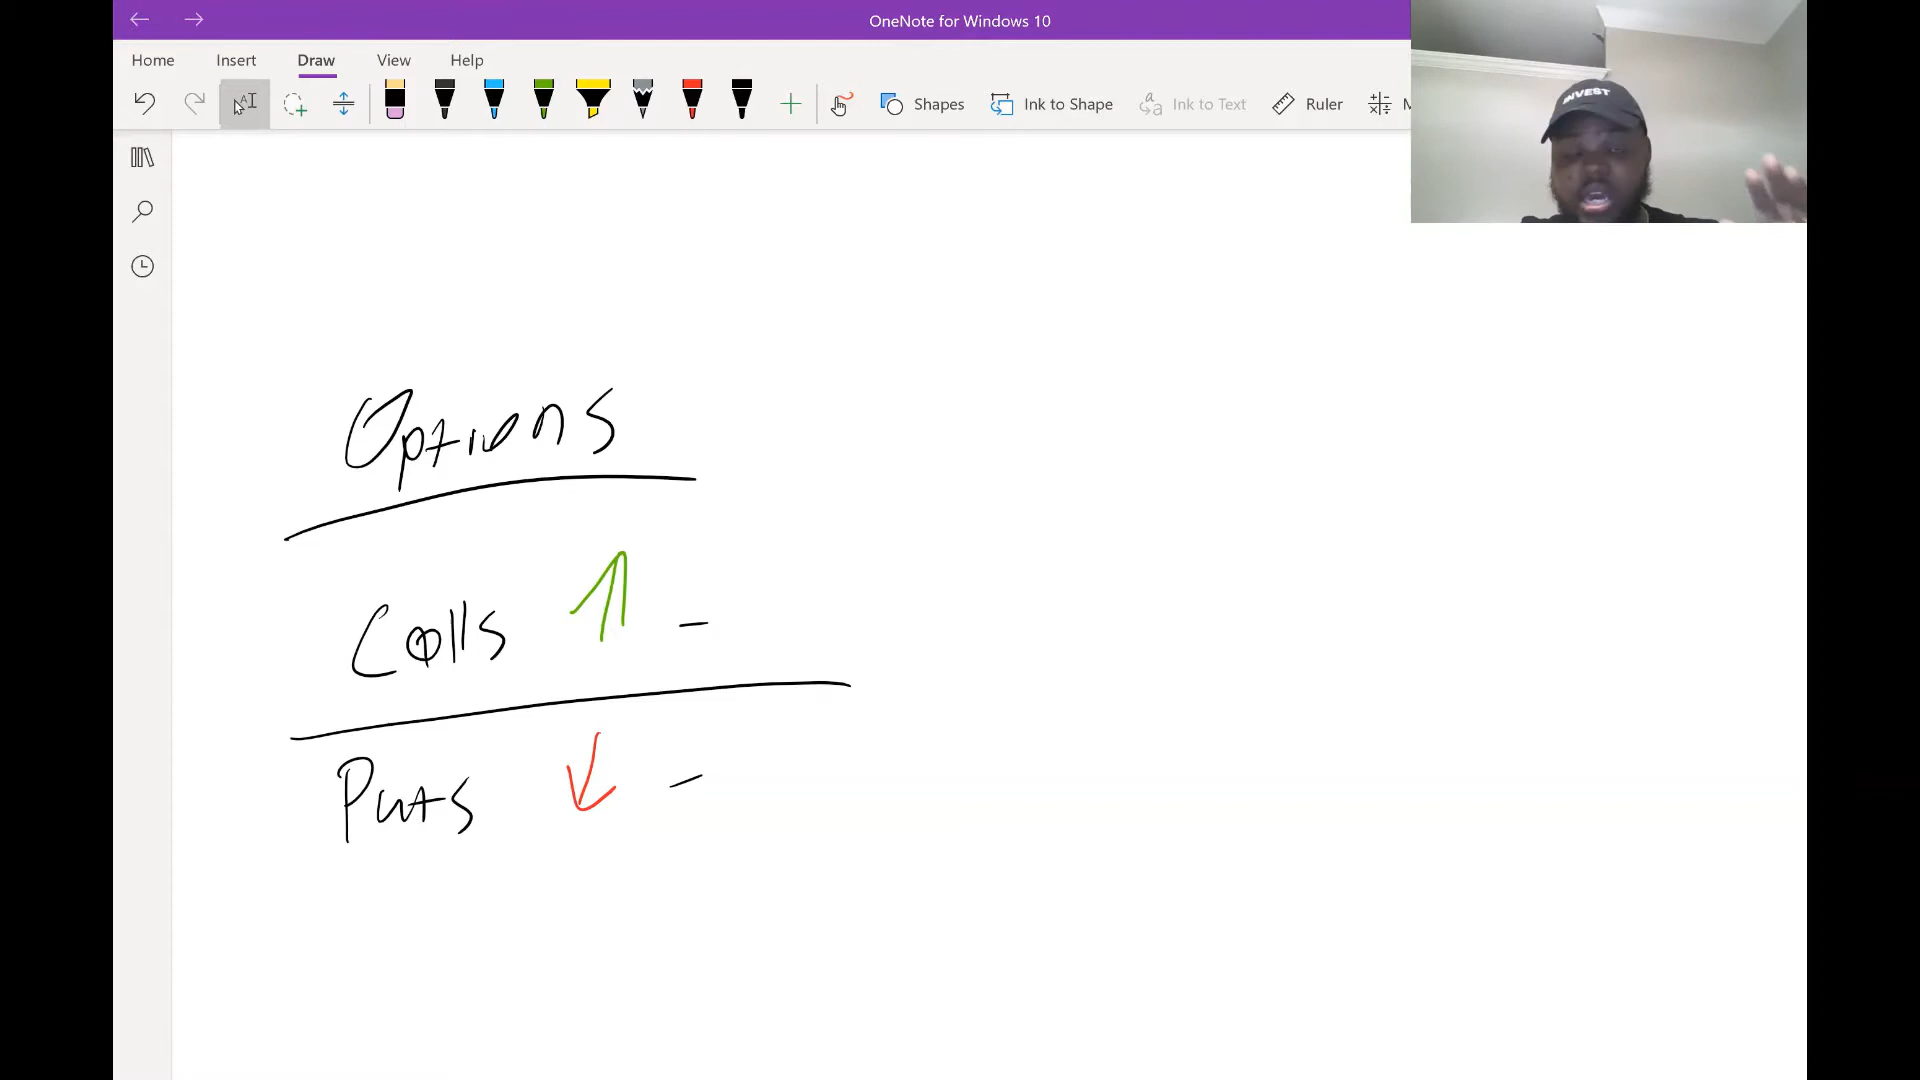 OneNote for Windows 10
Home Insert Draw View Help
Shapes Ink to Shape Ink to Text Ruler M
INVEST
Options
Calls -
Puts -